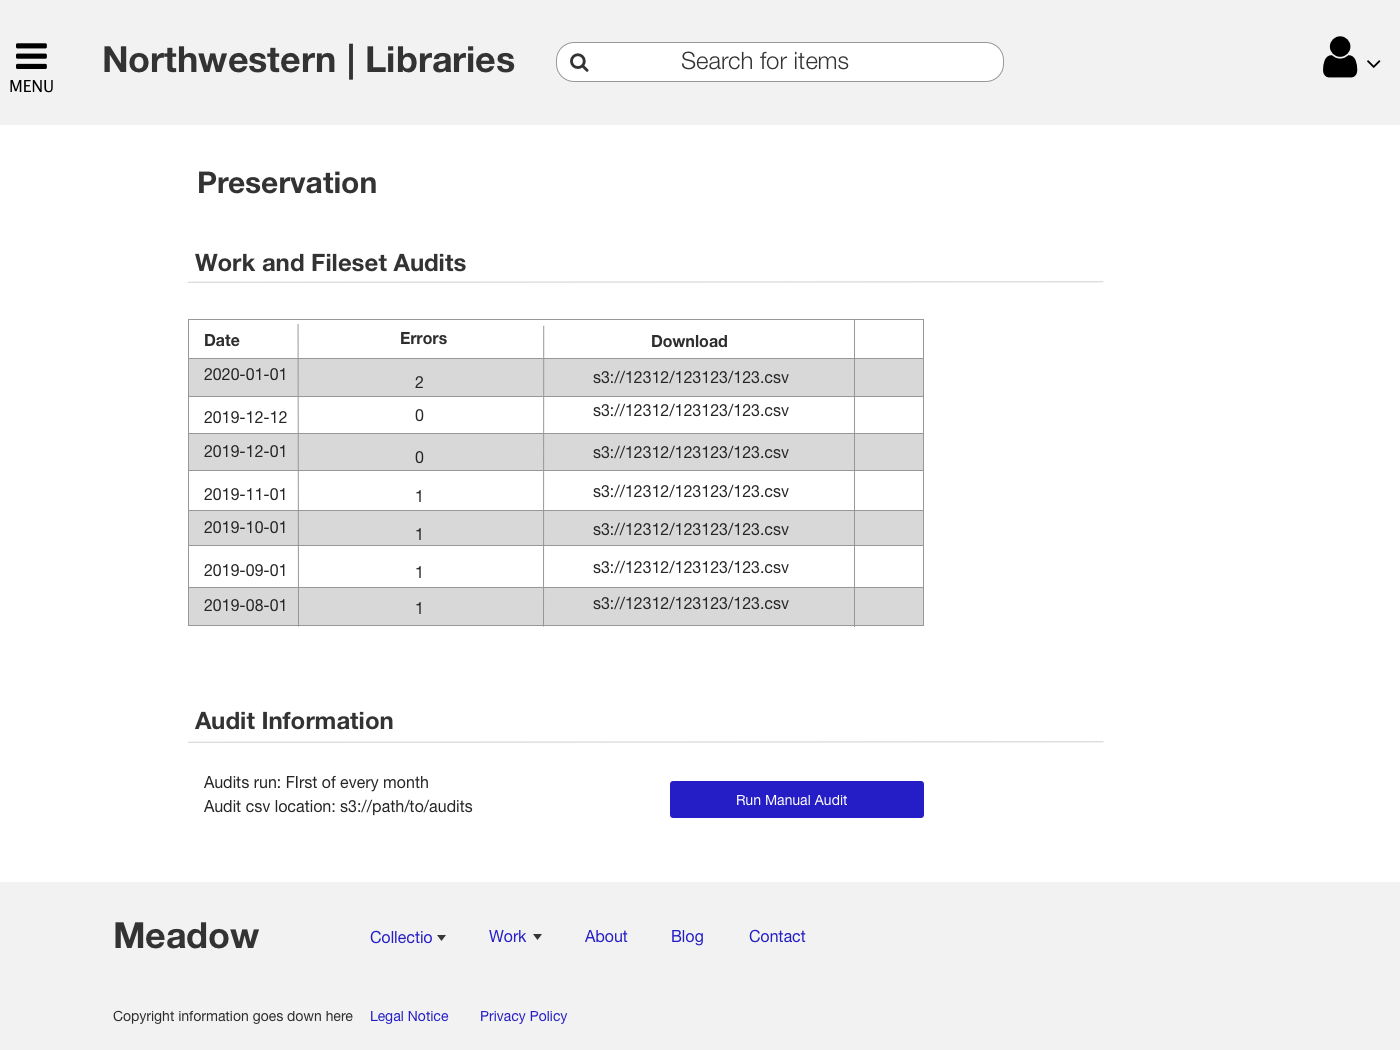 MENU
Northwestern | Libraries
Search for items
Preservation
Work and Fileset Audits
Date Errors Download
2020-01-01 2 s3://12312/123123/123.csv
2019-12-12 0 s3://12312/123123/123.csv
2019-12-01 0 s3://12312/123123/123.csv
2019-11-01 1 s3://12312/123123/123.csv
2019-10-01 1 s3://12312/123123/123.csv
2019-09-01 1 s3://12312/123123/123.csv
2019-08-01 1 s3://12312/123123/123.csv
Audit Information
Audits run: FIrst of every month
Audit csv location: s3://path/to/audits
Run Manual Audit
Meadow
Collectio Work About Blog Contact
Copyright information goes down here Legal Notice Privacy Policy